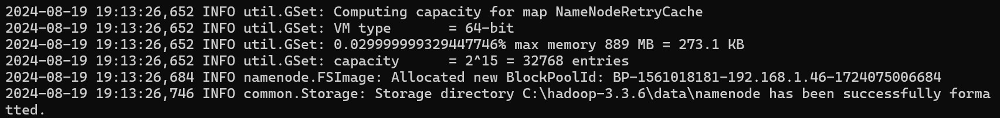 2024-08-19 19:13:26,652 INFO util.GSet: Computing capacity for map NameNodeRetryCache
2024-08-19 19:13:26,652 INFO util.GSet: VM type       = 64-bit
2024-08-19 19:13:26,652 INFO util.GSet: 0.029999999329447746% max memory 889 MB = 273.1 KB
2024-08-19 19:13:26,652 INFO util.GSet: capacity      = 2^15 = 32768 entries
2024-08-19 19:13:26,684 INFO namenode.FSImage: Allocated new BlockPoolId: BP-1561018181-192.168.1.46-1724075006684
2024-08-19 19:13:26,746 INFO common.Storage: Storage directory C:\hadoop-3.3.6\data\namenode has been successfully forma
tted.